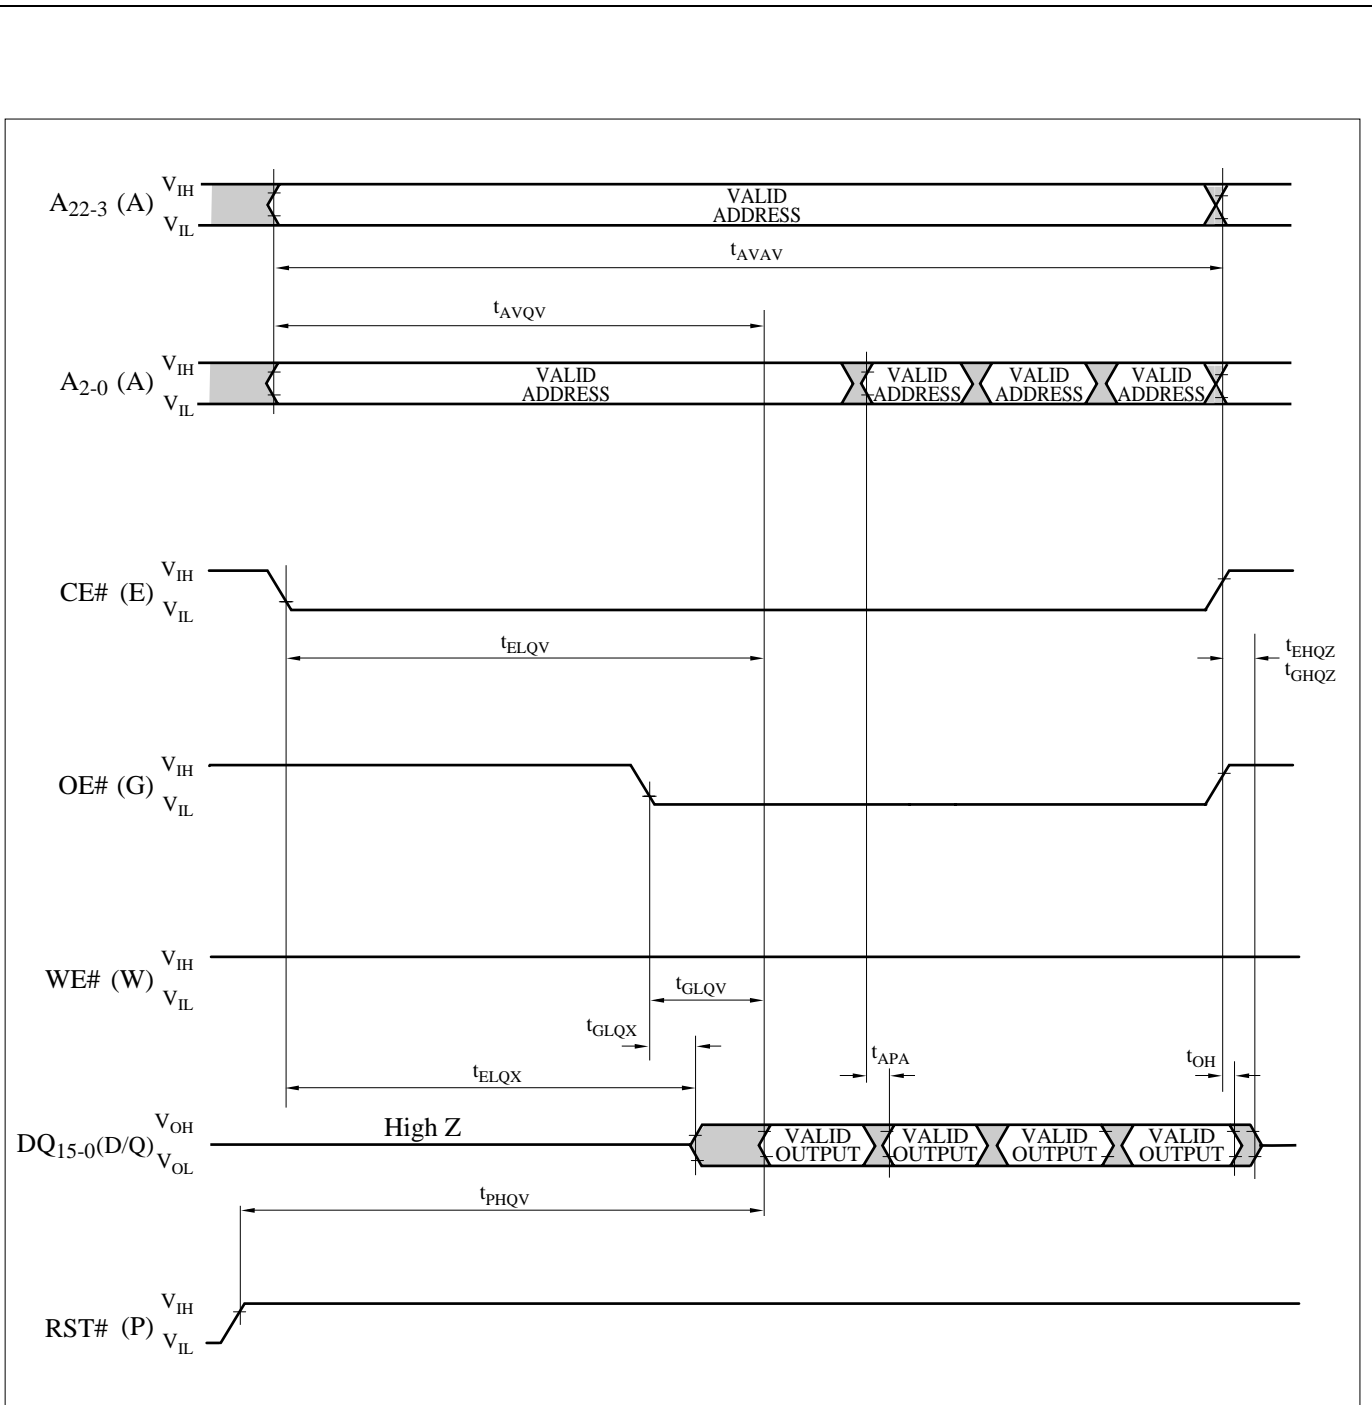 VIH
A22-3 (A)
VIL
VALID
ADDRESS
tAVAV
tAVQV
VIH
A2-0 (A)
VIL
VALID
ADDRESS
VALID
ADDRESS
VALID
ADDRESS
VALID
ADDRESS
VIH
CE# (E)
VIL
tELQV
tEHQZ
tGHQZ
VIH
OE# (G)
VIL
VIH
WE# (W)
VIL
tGLQV
tGLQX
tAPA
tOH
tELQX
VOH
DQ15-0(D/Q)
VOL
High Z
VALID
OUTPUT
VALID
OUTPUT
VALID
OUTPUT
VALID
OUTPUT
tPHQV
VIH
RST# (P)
VIL